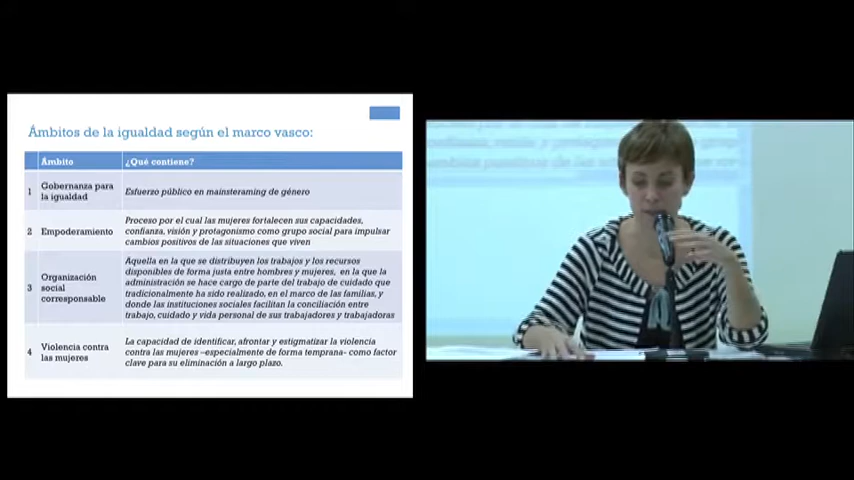 Ámbitos de la igualdad según el marco vasco:
Ámbito
¿Qué contiene?
1
Gobernanza para
la igualdad
Esfuerzo público en mainsteraming de género
2
Empoderamiento
Proceso por el cual las mujeres fortalecen sus capacidades,
confianza, visión y protagonismo como grupo social para impulsar
cambios positivos de las situaciones que viven
3
Organización
social
corresponsable
Aquella en la que se distribuyen los trabajos y los recursos
disponibles de forma justa entre hombres y mujeres, en la que la
administración se hace cargo de parte del trabajo de cuidado que
tradicionalmente ha sido realizado, en el marco de las familias, y
donde las instituciones sociales facilitan la conciliación entre
trabajo, cuidado y vida personal de sus trabajadores y trabajadoras
4
Violencia contra
las mujeres
La capacidad de identificar, afrontar y estigmatizar la violencia
contra las mujeres –especialmente de forma temprana- como factor
clave para su eliminación a largo plazo.